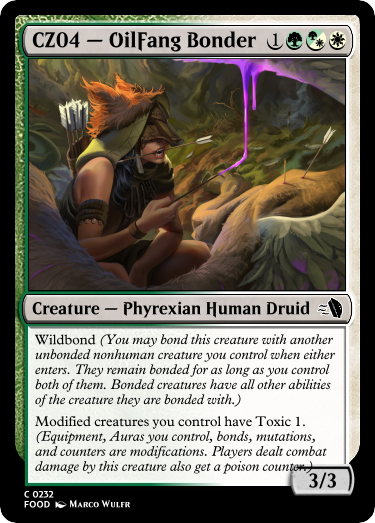 CZ04 — OilFang Bonder 1
Creature — Phyrexian Human Druid
Wildbond (You may bond this creature with another
unbonded nonhuman creature you control when either
enters. They remain bonded for as long as you control
both of them. Bonded creatures have all other abilities
of the creature they are bonded with.)
Modified creatures you control have Toxic 1.
(Equipment, Auras you control, bonds, mutations,
and counters are modifications. Players dealt combat
damage by this creature also get a poison counter.)
3/3
C 0232
FOOD Marco Wulfr